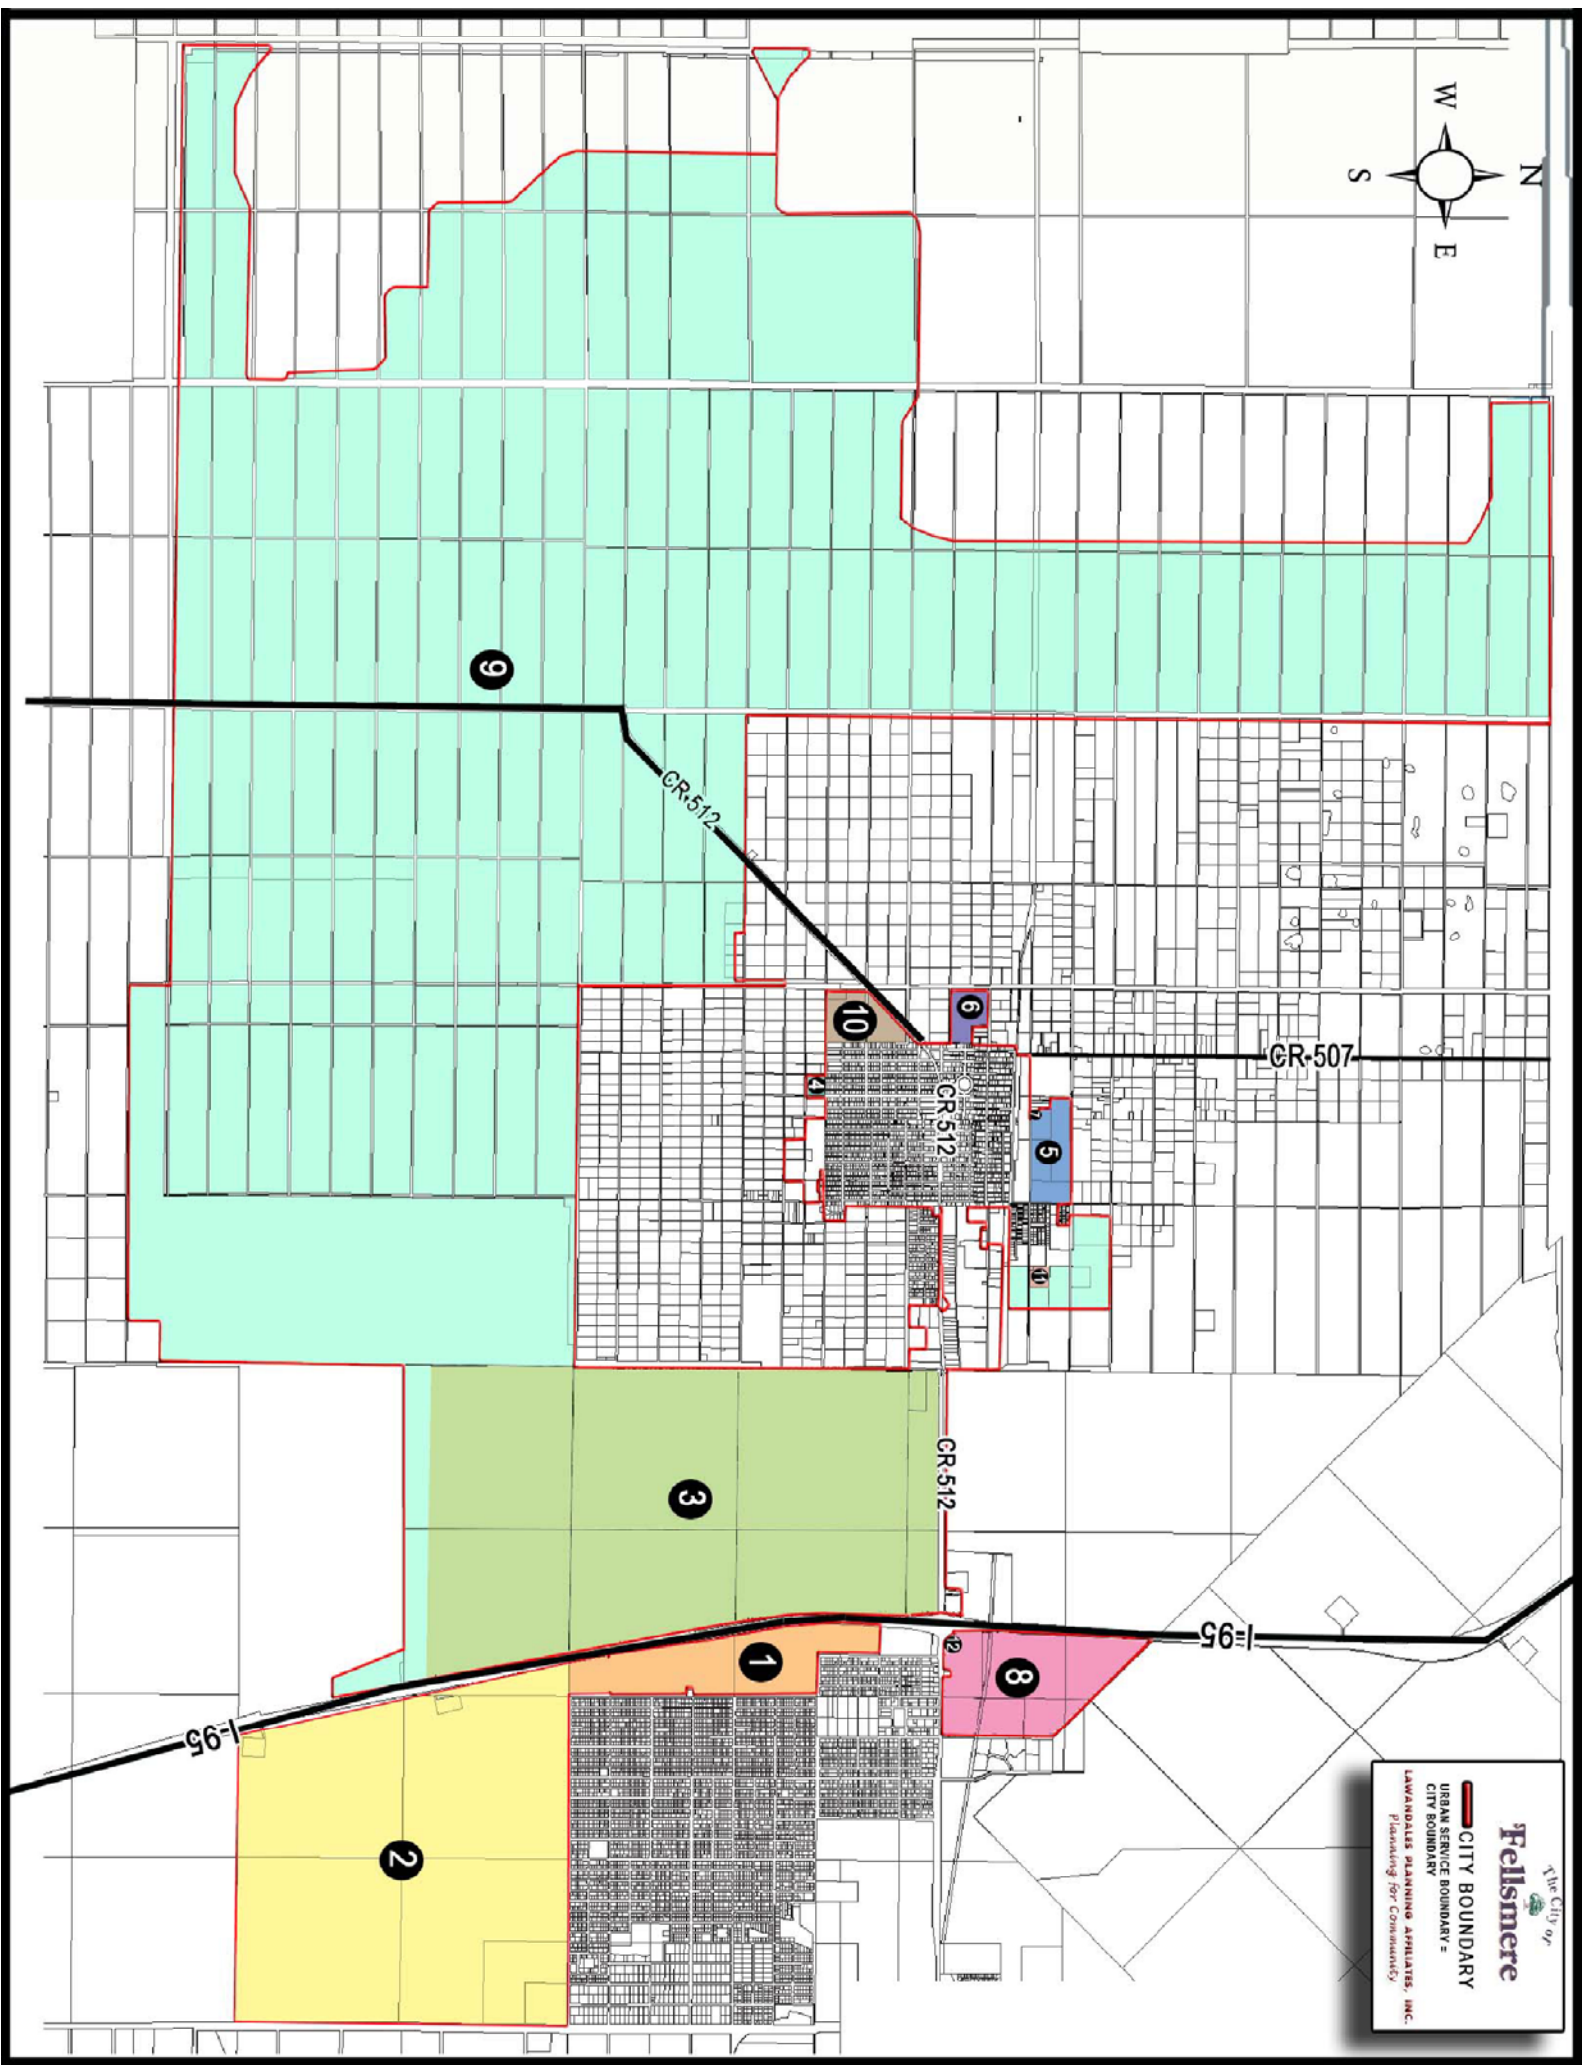 The City of
Fellsmere
CITY BOUNDARY
URBAN SERVICE BOUNDARY =
CITY BOUNDARY
LAWANDALES PLANNING AFFILIATES, INC.
Planning for Community
N
W
E
S
CR-507
I-95
5
7
11
8
6
CR-512
CR-512
12
10
4
1
3
CR-512
9
2
I-95